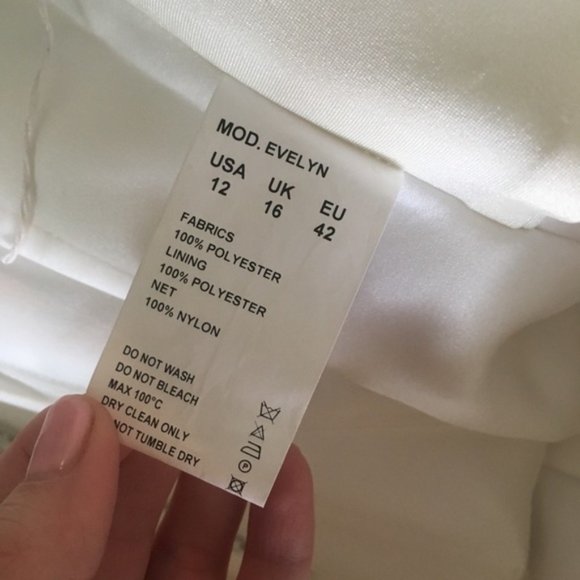 MOD. EVELYN
USA UK EU
12 16 42
FABRICS
100% POLYESTER
LINING
100% POLYESTER
NET
100% NYLON
DO NOT WASH
DO NOT BLEACH
MAX 100°C
DRY CLEAN ONLY
NOT TUMBLE DRY
P